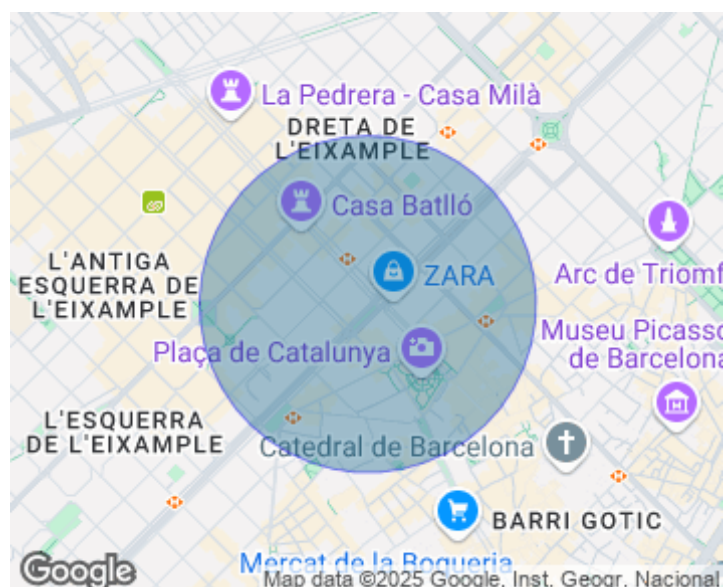 La Pedrera - Casa Milà
DRETA DE
L'EIXAMPLE
Casa Batlló
L'ANTIGA
ESQUERRA DE
L'EIXAMPLE
ZARA
Arc de Triomf
Plaça de Catalunya
Museu Picasso
de Barcelona
L'ESQUERRA
DE L'EIXAMPLE
Catedral de Barcelona
BARRI GOTIC
Mercat de la Boqueria
Google
Map data ©2025 Google, Inst. Geogr. Nacional